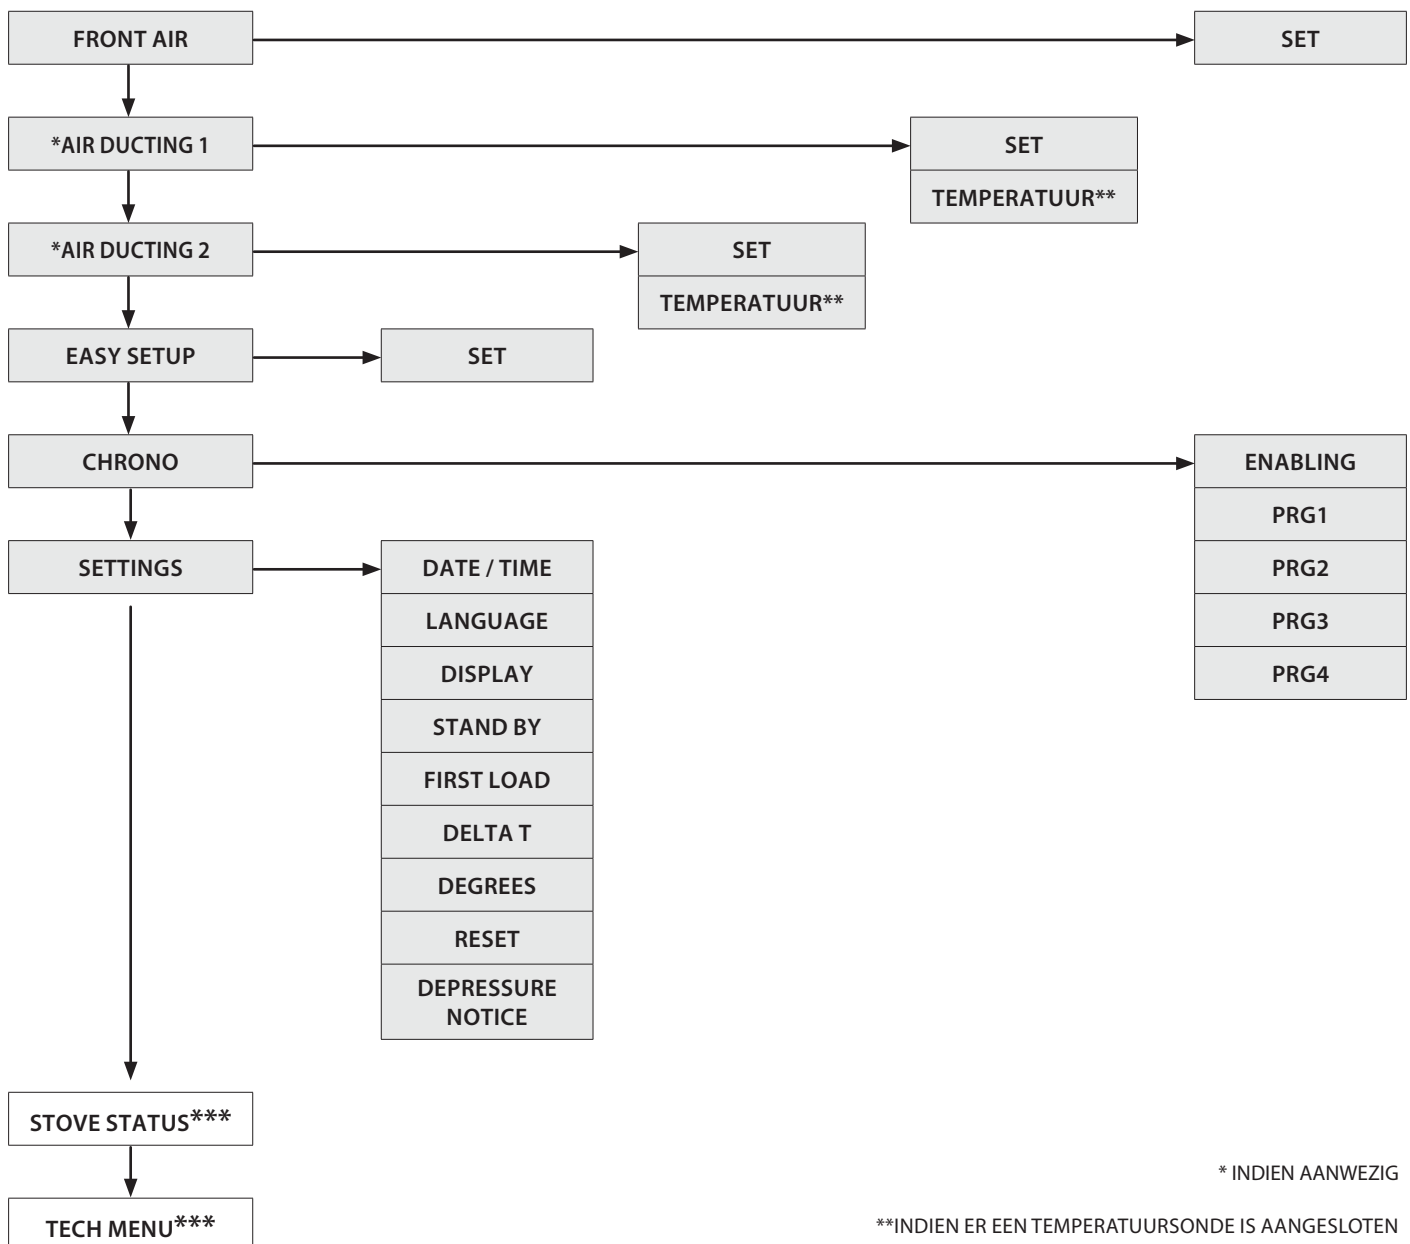 FRONT AIR
SET
*AIR DUCTING 1
SET
TEMPERATUUR**
*AIR DUCTING 2
SET
TEMPERATUUR**
EASY SETUP
SET
CHRONO
ENABLING
PRG1
PRG2
PRG3
PRG4
SETTINGS
DATE / TIME
LANGUAGE
DISPLAY
STAND BY
FIRST LOAD
DELTA T
DEGREES
RESET
DEPRESSURE
NOTICE
STOVE STATUS***
TECH MENU***
* INDIEN AANWEZIG
**INDIEN ER EEN TEMPERATUURSONDE IS AANGESLOTEN